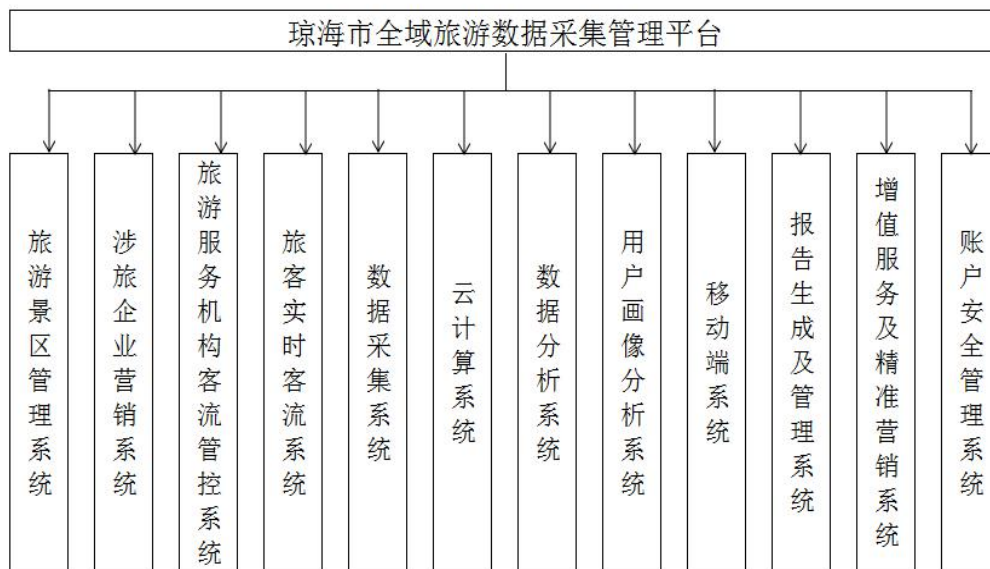 琼海市全域旅游数据采集管理平台
旅游景区管理系统
涉旅企业营销系统
旅游服务机构客流管控系统
旅客实时客流系统
数据采集系统
云计算系统
数据分析系统
用户画像分析系统
移动端系统
报告生成及管理系统
增值服务及精准营销系统
账户安全管理系统